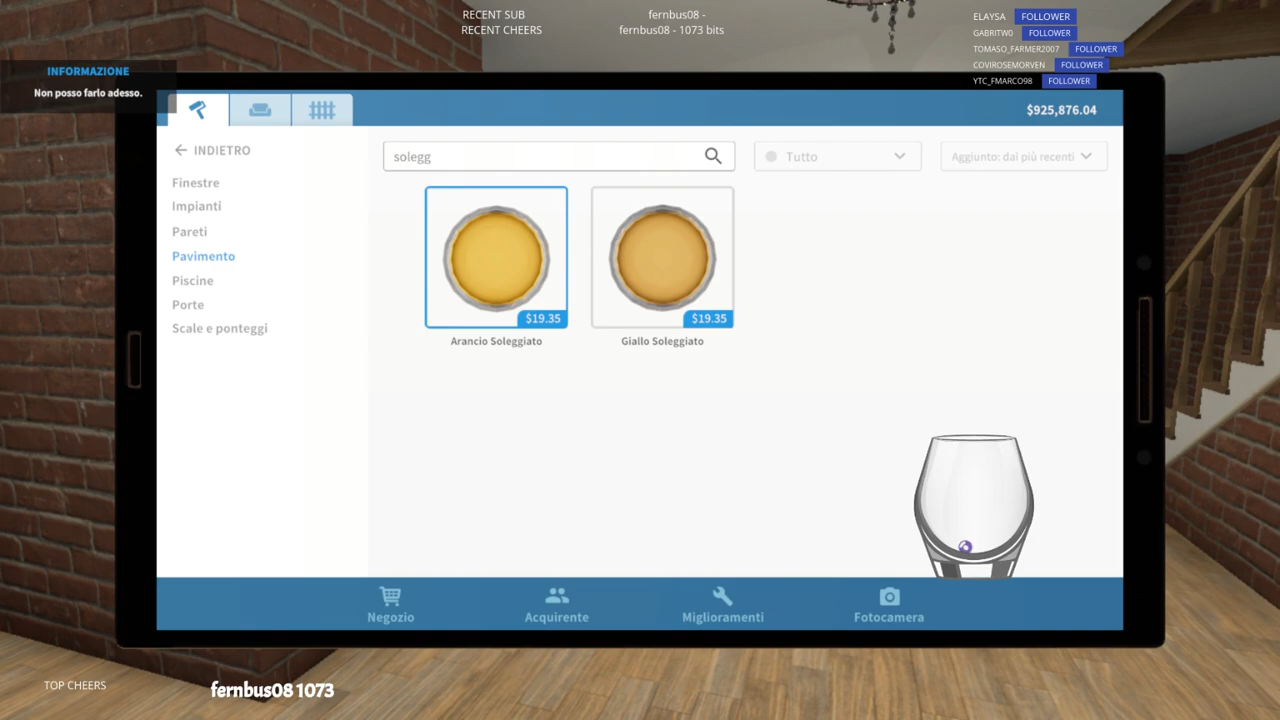 RECENT SUB
fernbus08 -
RECENT CHEERS
fernbus08 - 1073 bits
ELAYSA FOLLOWER
GABRITW0 FOLLOWER
TOMASO_FARMER2007 FOLLOWER
COVIROSEMORVEN FOLLOWER
YTC_FMARCO98 FOLLOWER
INFORMAZIONE
Non posso farlo adesso.
$925,876.04
INDIETRO
Finestre
Impianti
Pareti
Pavimento
Piscine
Porte
Scale e ponteggi
solegg
Tutto
Aggiunto: dai più recenti
$19.35
$19.35
Arancio Soleggiato
Giallo Soleggiato
Negozio
Acquirente
Miglioramenti
Fotocamera
TOP CHEERS
fernbus08 1073